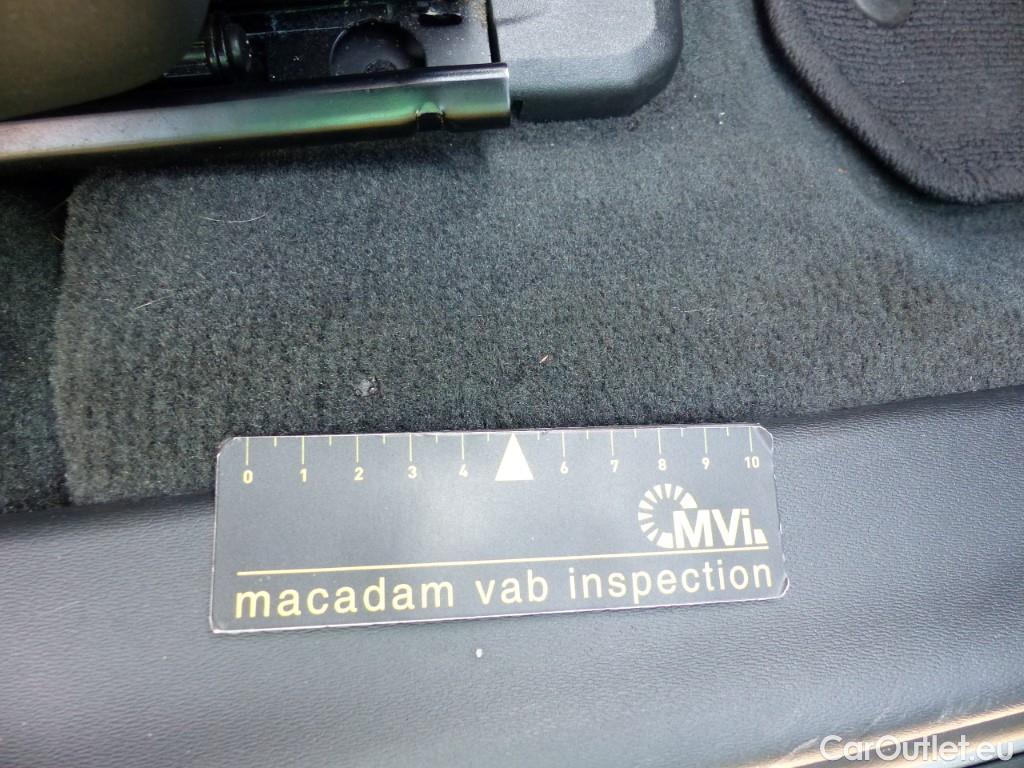 0 1 2 3 4 6 7 8 9 10
MVi
macadam vab inspection
CarOutlet.eu